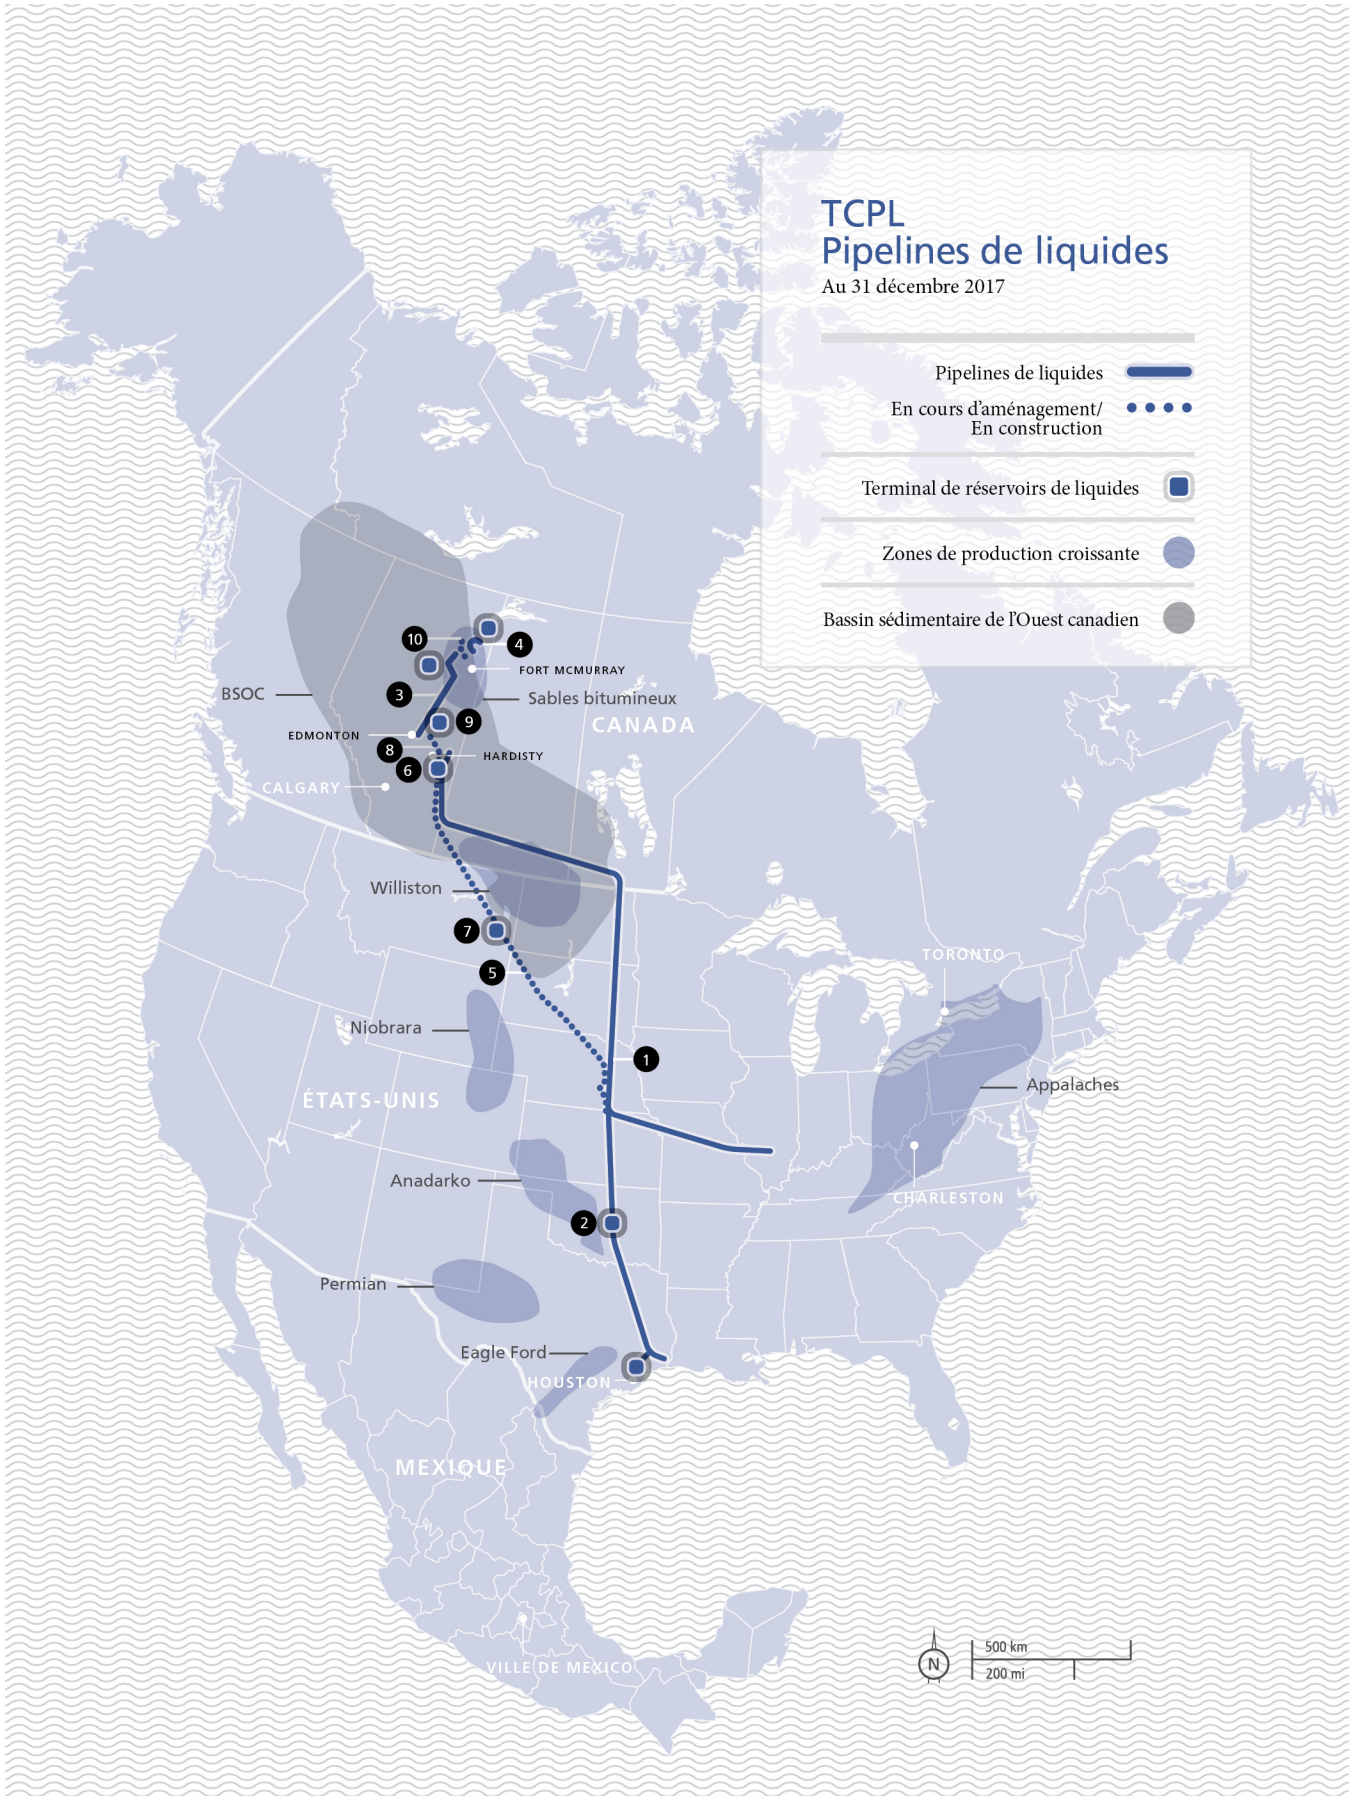 TCPL
Pipelines de liquides
Au 31 décembre 2017
Pipelines de liquides
En cours d'aménagement/
En construction
Terminal de réservoirs de liquides
Zones de production croissante
Bassin sédimentaire de l'Ouest canadien
10
4
FORT MCMURRAY
3
BSOC
Sables bitumineux
CANADA
9
EDMONTON
8
HARDISTY
6
CALGARY
Williston
7
TORONTO
5
Niobrara
1
Appalaches
ÉTATS-UNIS
Anadarko
CHARLESTON
2
Permian
Eagle Ford
HOUSTON
MEXIQUE
VILLE DE MEXICO
N
500 km
200 mi